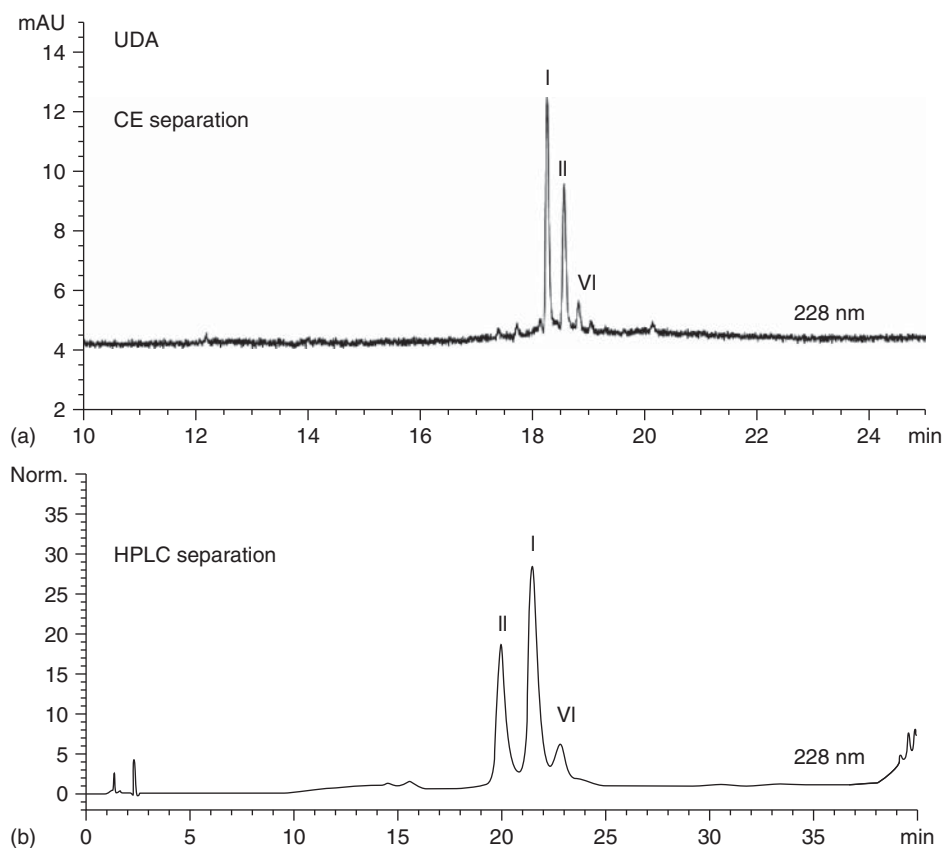 mAU
UDA
14
I
CE separation
12
10
II
8
VI
6
228 nm
4
2
(a) 10 12 14 16 18 20 22 24 min
Norm.
35
I
30
HPLC separation
25
II
20
15
VI
10
228 nm
5
0
(b) 0 5 10 15 20 25 30 35 min